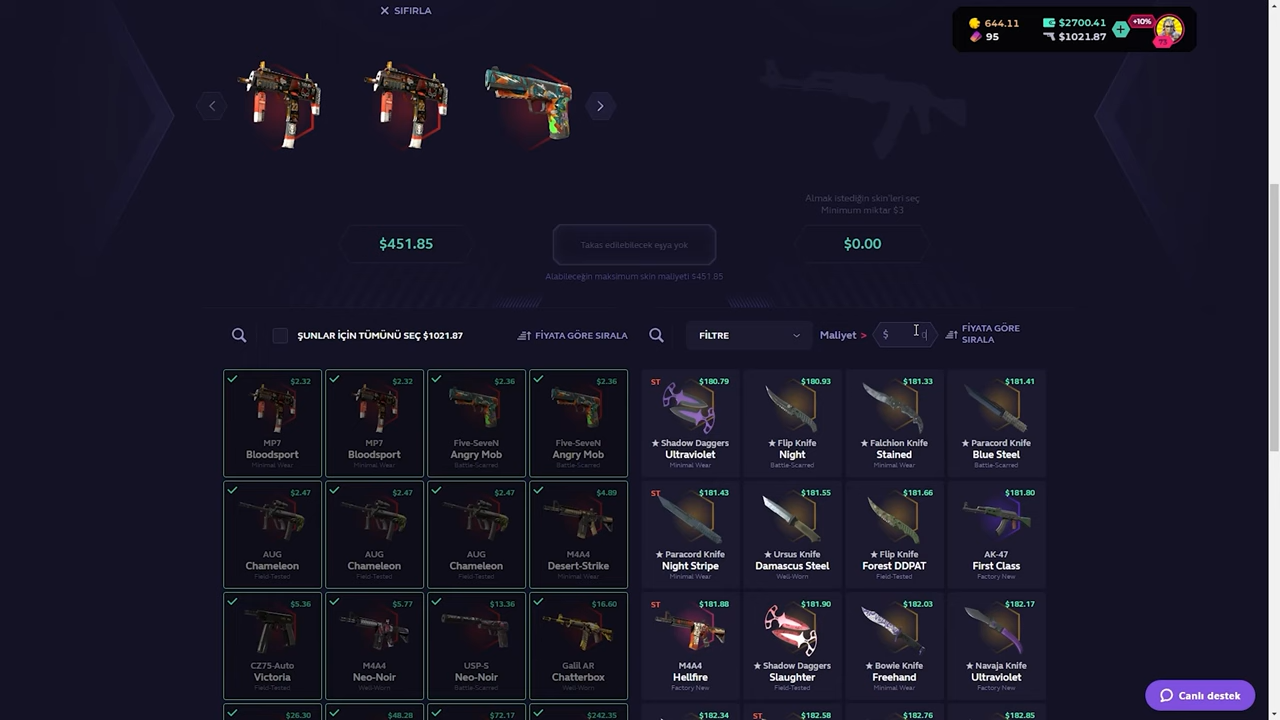 SIFIRLA
644.11
$2700.41
+10%
95
$1021.87
Almak istediğin skin'leri seç
Minimum miktar $3
$451.85
Takas edilebilecek eşya yok
$0.00
Alabileceğin maksimum skin maliyeti $451.85
ŞUNLAR İÇİN TÜMÜNÜ SEÇ $1021.87
FİYATA GÖRE SIRALA
FİLTRE
Maliyet >
$
FİYATA GÖRE
SIRALA
$2.32
MP7
Bloodsport
Minimal Wear
$2.32
MP7
Bloodsport
Minimal Wear
$2.36
Five-SeveN
Angry Mob
Battle-Scarred
$2.36
Five-SeveN
Angry Mob
Battle-Scarred
ST
$180.79
★ Shadow Daggers
Ultraviolet
Minimal Wear
$180.93
★ Flip Knife
Night
Battle-Scarred
$181.33
★ Falchion Knife
Stained
Minimal Wear
$181.41
★ Paracord Knife
Blue Steel
Battle-Scarred
$2.47
AUG
Chameleon
Field-Tested
$2.47
AUG
Chameleon
Field-Tested
$2.47
AUG
Chameleon
Field-Tested
$4.89
M4A4
Desert-Strike
Minimal Wear
ST
$181.43
★ Paracord Knife
Night Stripe
Minimal Wear
$181.55
★ Ursus Knife
Damascus Steel
Well-Worn
$181.66
★ Flip Knife
Forest DDPAT
Field-Tested
$181.80
AK-47
First Class
Factory New
$5.36
CZ75-Auto
Victoria
Field-Tested
$5.77
M4A4
Neo-Noir
Well-Worn
$13.36
USP-S
Neo-Noir
Battle-Scarred
$16.60
Galil AR
Chatterbox
Well-Worn
ST
$181.88
M4A4
Hellfire
Factory New
$181.90
★ Shadow Daggers
Slaughter
Field-Tested
$182.03
★ Bowie Knife
Freehand
Minimal Wear
$182.17
★ Navaja Knife
Ultraviolet
Factory New
$26.30
$48.28
$72.17
$242.35
$182.34
ST
$182.58
$182.76
$182.85
Canlı destek